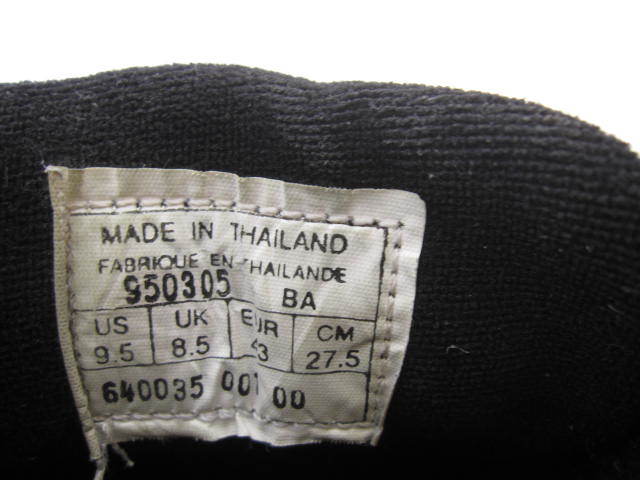 MADE IN THAILAND
FABRIQUE EN THAILANDE
950305 BA
US UK EUR CM
9.5 8.5 43 27.5
640035 001 00